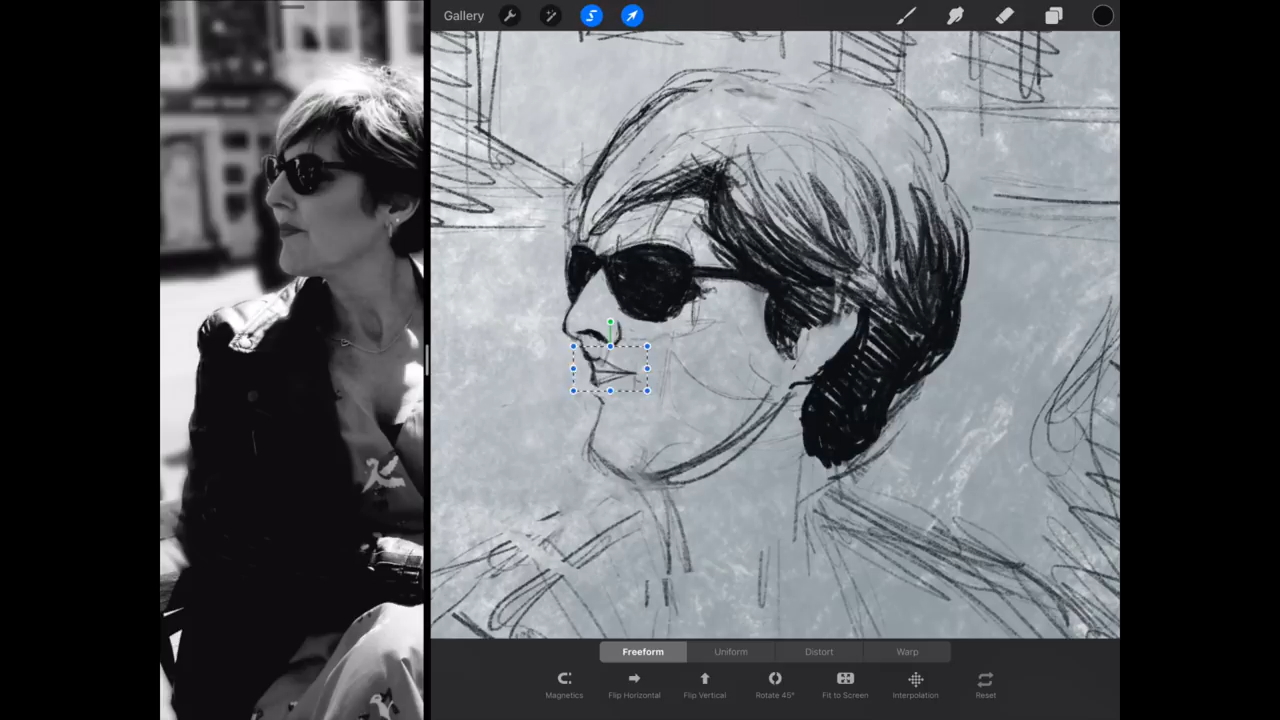 Gallery
Freeform Uniform Distort Warp
Magnetics Flip Horizontal Flip Vertical Rotate 45° Fit to Screen Interpolation Reset